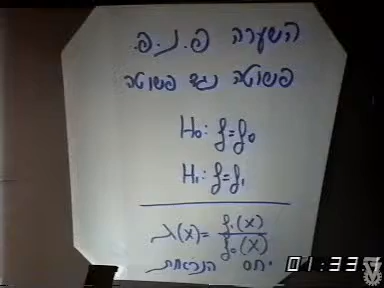 השערה פ.נ.פ.
פשוטה נגד פשוטה
H₀: f=f₀
H₁: f=f₁
λ(x)= f₁(x) / f₀(x)
יחס הנראות
01:33